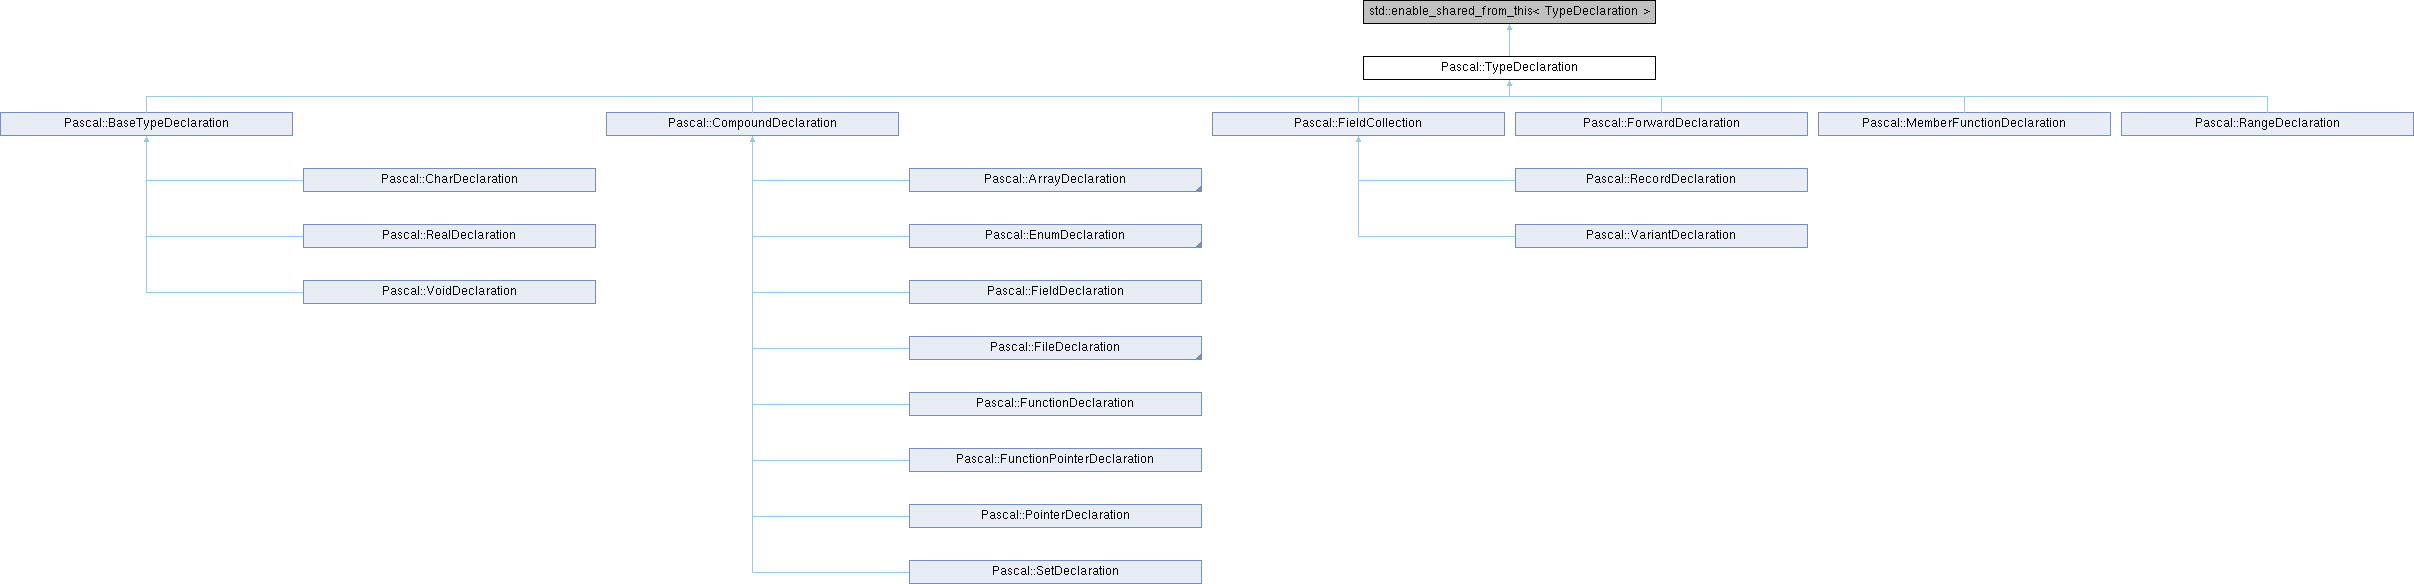 std::enable_shared_from_this< TypeDeclaration >
Pascal::TypeDeclaration
Pascal::BaseTypeDeclaration
Pascal::CompoundDeclaration
Pascal::FieldCollection
Pascal::ForwardDeclaration
Pascal::MemberFunctionDeclaration
Pascal::RangeDeclaration
Pascal::CharDeclaration
Pascal::ArrayDeclaration
Pascal::RecordDeclaration
Pascal::RealDeclaration
Pascal::EnumDeclaration
Pascal::VariantDeclaration
Pascal::VoidDeclaration
Pascal::FieldDeclaration
Pascal::FileDeclaration
Pascal::FunctionDeclaration
Pascal::FunctionPointerDeclaration
Pascal::PointerDeclaration
Pascal::SetDeclaration